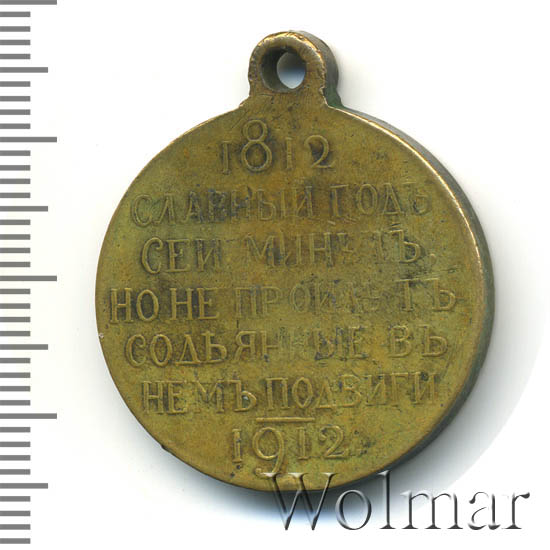 1812
СЛАВНЫЙ ГОДЪ
СЕЙ МИНУЛЪ,
НО НЕ ПРОЙДУТЪ
СОДѢЯННЫЕ ВЪ
НЕМЪ ПОДВИГИ
1912
Wolmar